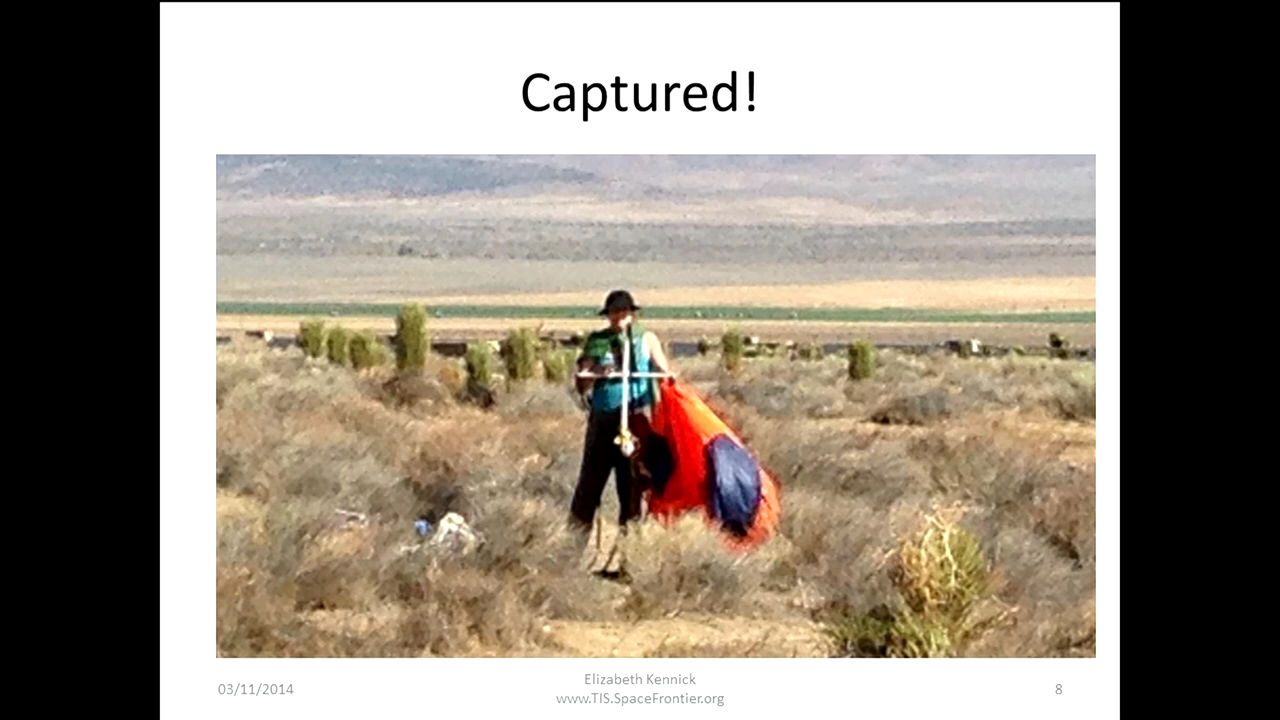 Captured!
03/11/2014
Elizabeth Kennick
www.TIS.SpaceFrontier.org
8